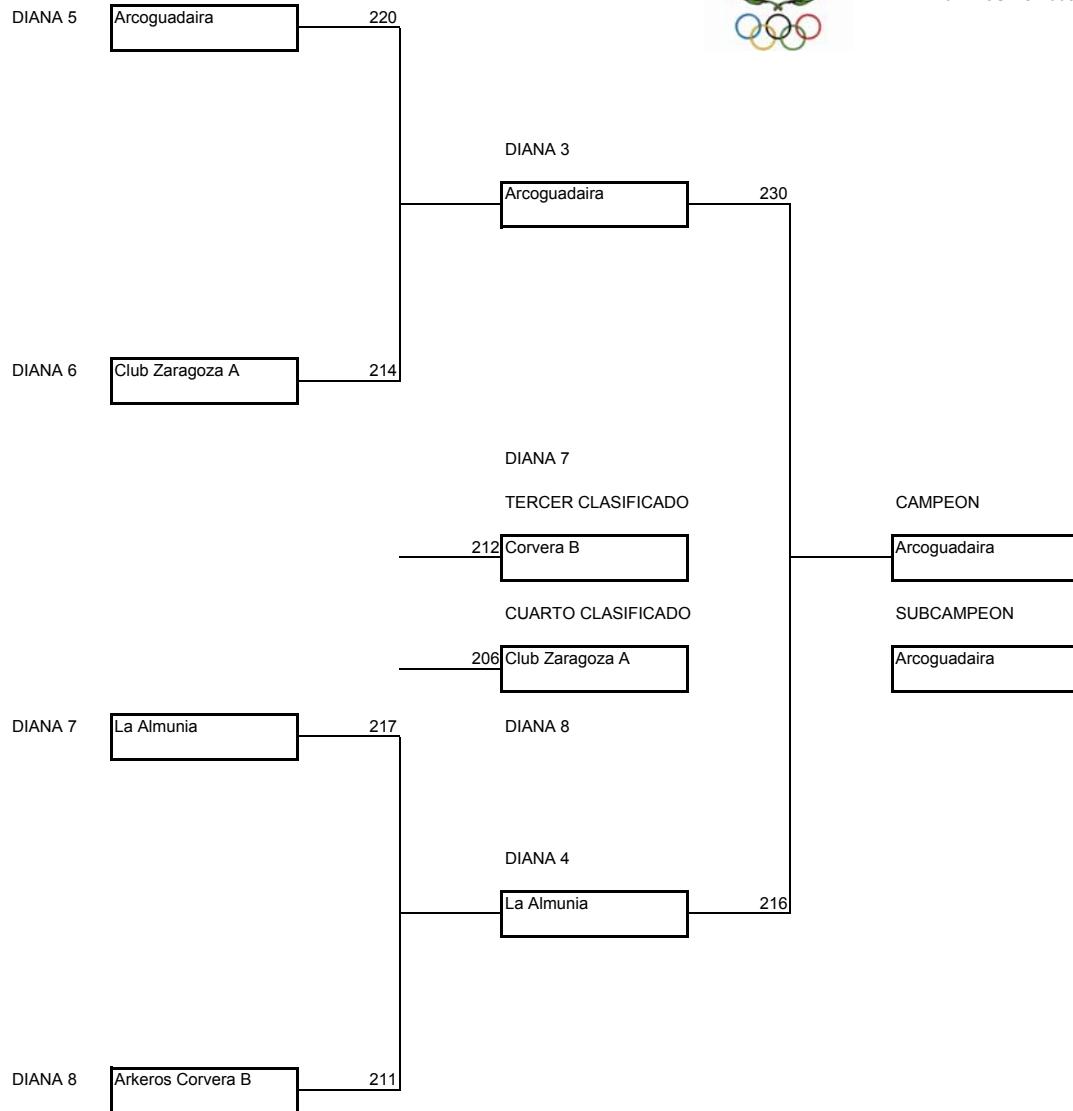 DIANA 5 Arcoguadaira 220
DIANA 3
Arcoguadaira 230
DIANA 6 Club Zaragoza A 214
DIANA 7
TERCER CLASIFICADO CAMPEON
212 Corvera B Arcoguadaira
CUARTO CLASIFICADO SUBCAMPEON
206 Club Zaragoza A Arcoguadaira
DIANA 7 La Almunia 217 DIANA 8
DIANA 4
La Almunia 216
DIANA 8 Arkeros Corvera B 211